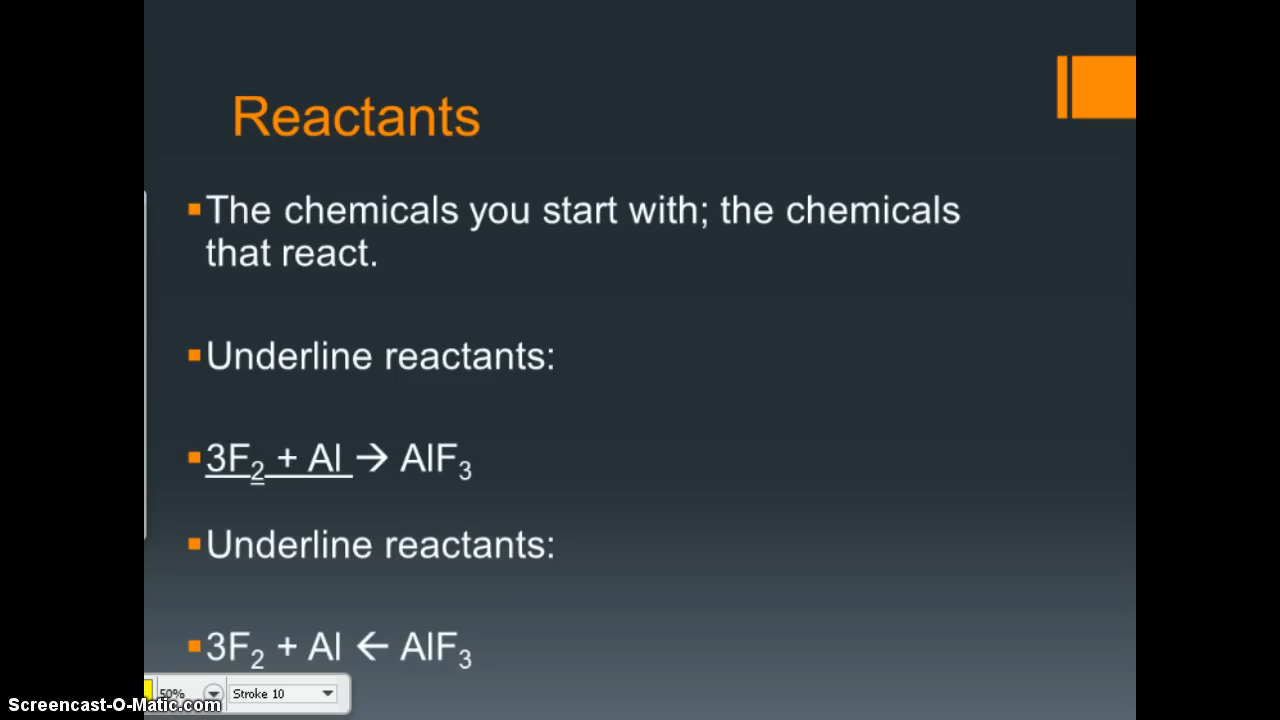 Reactants
The chemicals you start with; the chemicals
that react.
Underline reactants:
3F₂ + Al → AlF₃
Underline reactants:
3F₂ + Al ← AlF₃
50% Stroke 10
Screencast-O-Matic.com